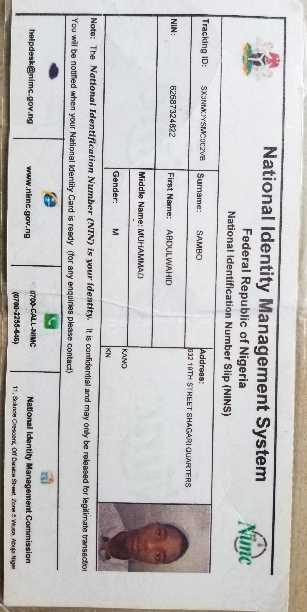 National Identity Management System
Federal Republic of Nigeria
National Identification Number Slip (NINS)
Tracking ID:
Surname: SAMBO
Address:
NIN: 62687324822
First Name: ABDULWAHID
932 19TH STREET SHAGARI QUARTERS
Middle Name: MUHAMMAD
Gender: M
KANO
KN
Note: The National Identification Number (NIN) is your identity. It is confidential and may only be released for legitimate transactions
You will be notified when your National Identity Card is ready (for any enquiries please contact)
helpdesk@nimc.gov.ng
www.nimc.gov.ng
0700-CALL-NIMC
(0700-2255-646)
National Identity Management Commission
11, Sokode Crescent, Off Dalaba Street, Zone 5 Wuse, Abuja Niger